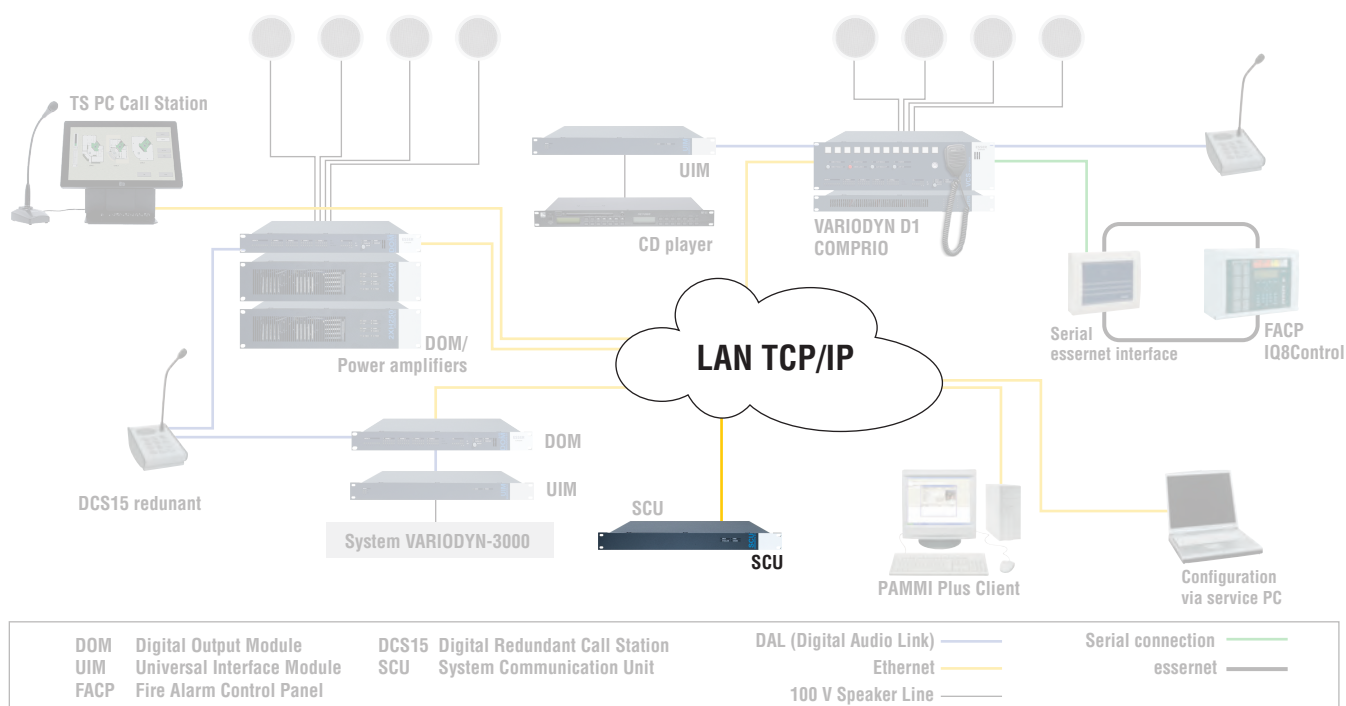 TS PC Call Station
UIM
CD player
VARIODYN D1
COMPRIO
DOM/
Power amplifiers
LAN TCP/IP
Serial
essernet interface
FACP
IQ8Control
DCS15 redunant
DOM
UIM
System VARIODYN-3000
SCU
SCU
PAMMI Plus Client
Configuration
via service PC
DOM Digital Output Module
UIM Universal Interface Module
FACP Fire Alarm Control Panel
DCS15 Digital Redundant Call Station
SCU System Communication Unit
DAL (Digital Audio Link)
Ethernet
100 V Speaker Line
Serial connection
essernet